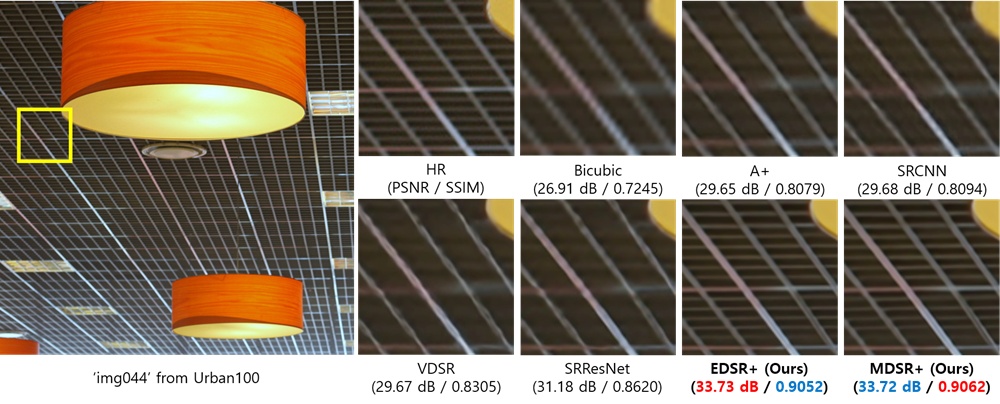 HR
(PSNR / SSIM)
Bicubic
(26.91 dB / 0.7245)
A+
(29.65 dB / 0.8079)
SRCNN
(29.68 dB / 0.8094)
'img044' from Urban100
VDSR
(29.67 dB / 0.8305)
SRResNet
(31.18 dB / 0.8620)
EDSR+ (Ours)
(33.73 dB / 0.9052)
MDSR+ (Ours)
(33.72 dB / 0.9062)